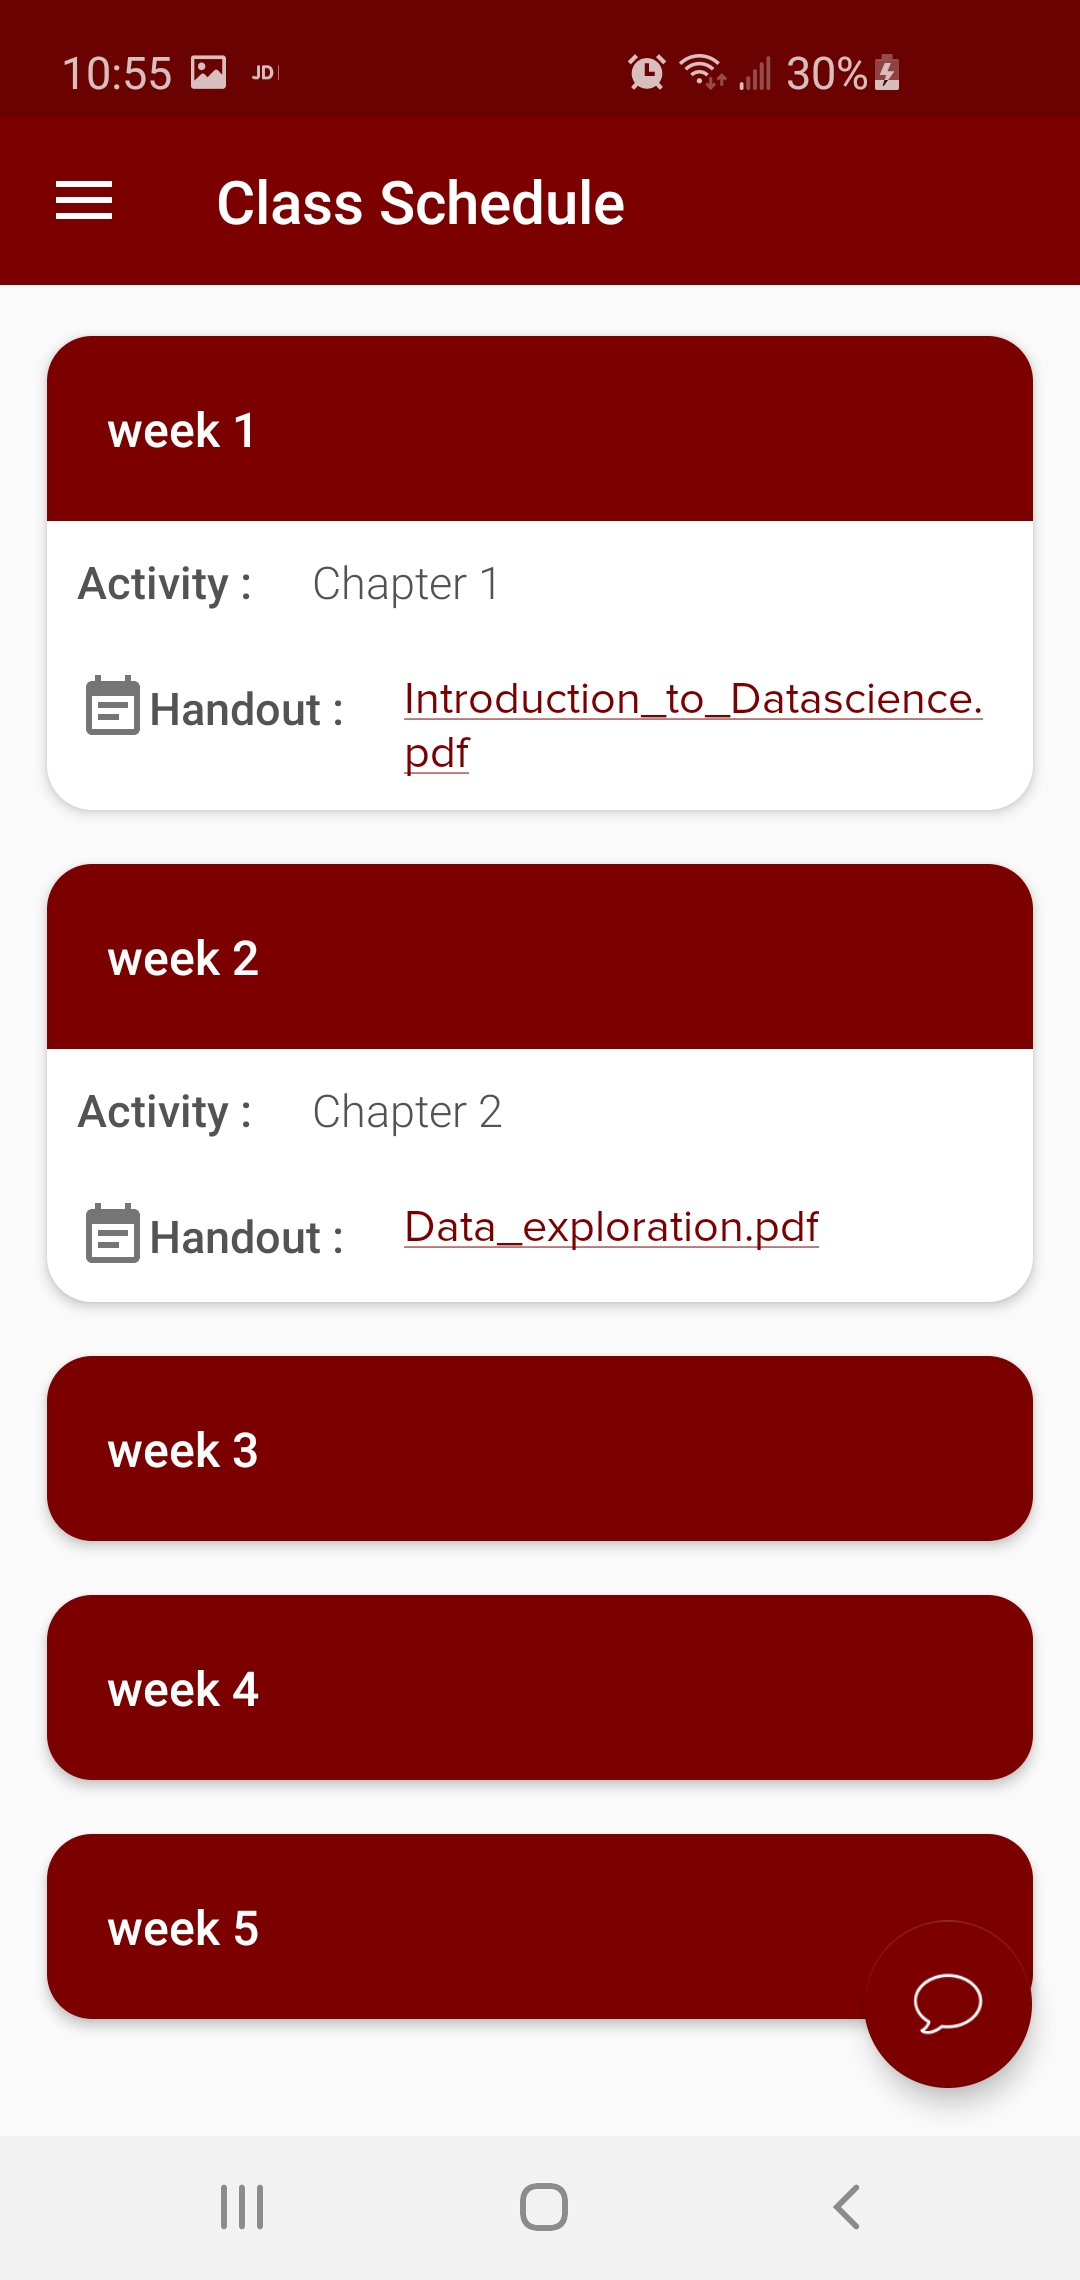 10:55 JD 30%
Class Schedule
week 1
Activity : Chapter 1
Handout : Introduction_to_Datascience.
pdf
week 2
Activity : Chapter 2
Handout : Data_exploration.pdf
week 3
week 4
week 5